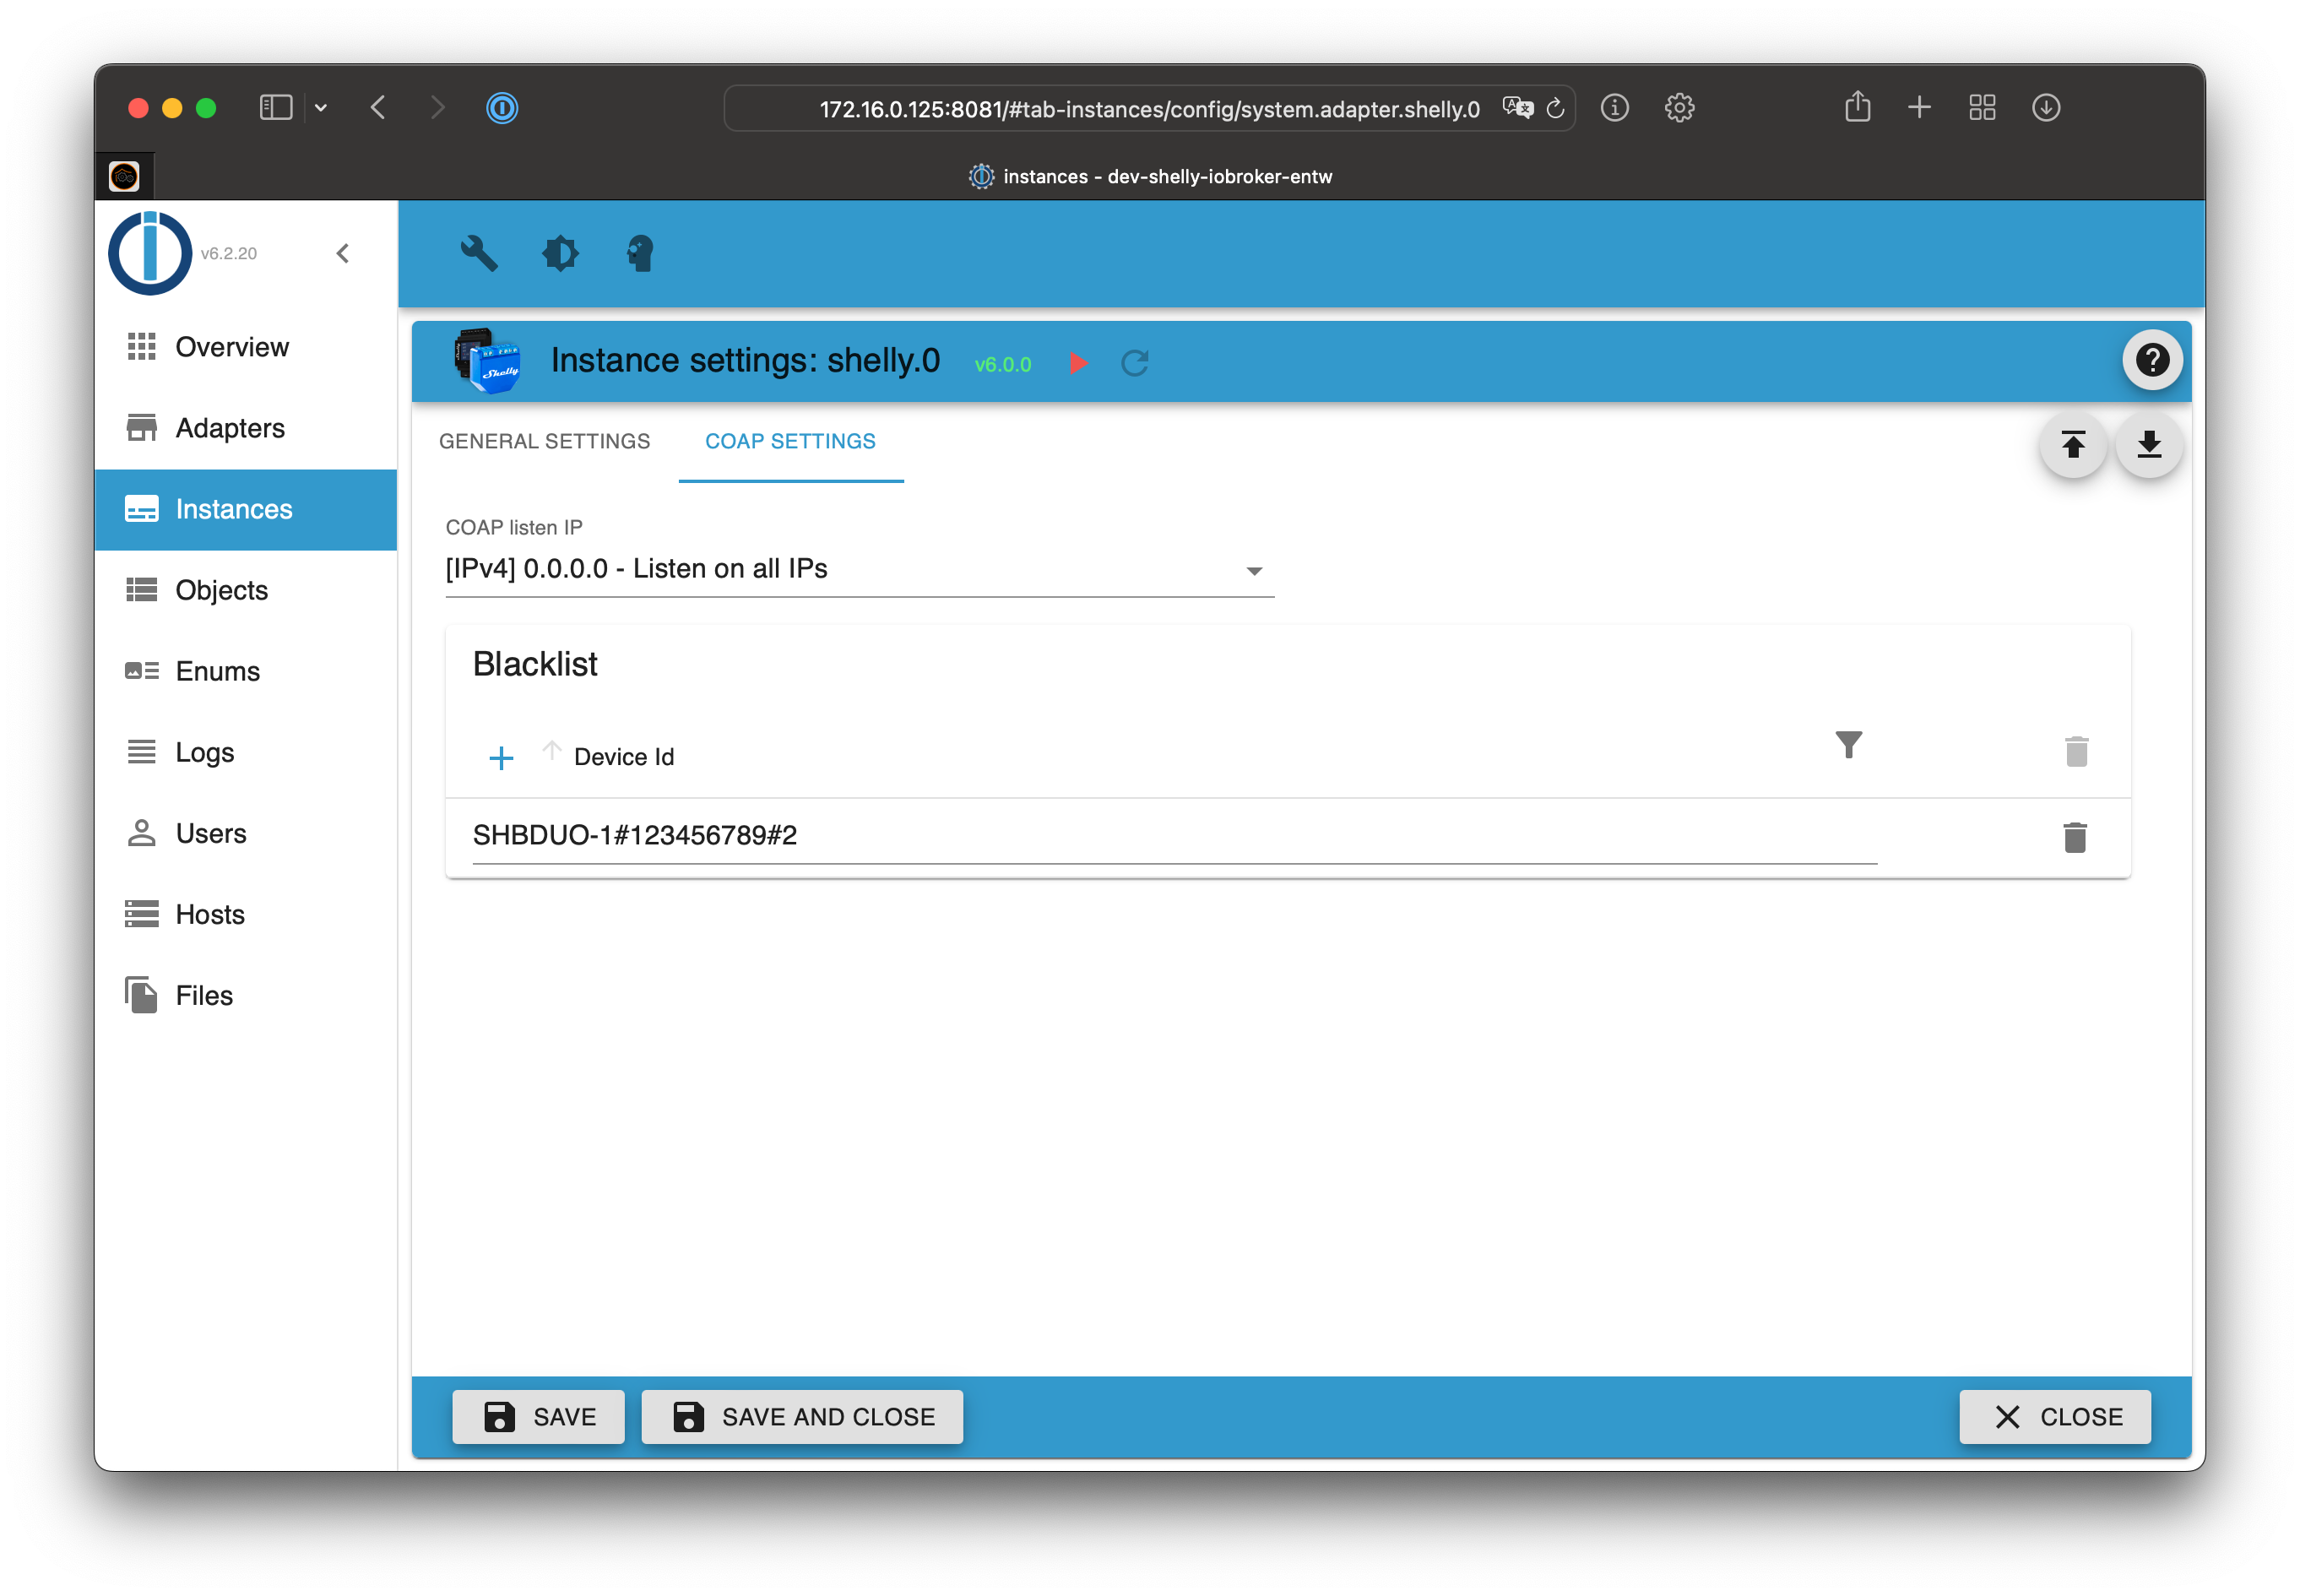 172.16.0.125:8081/#tab-instances/config/system.adapter.shelly.0
instances - dev-shelly-iobroker-entw
v6.2.20
Overview
Adapters
Instances
Objects
Enums
Logs
Users
Hosts
Files
Shelly
Instance settings: shelly.0 v6.0.0
GENERAL SETTINGS COAP SETTINGS
COAP listen IP
[IPv4] 0.0.0.0 - Listen on all IPs
Blacklist
Device Id
SHBDUO-1#123456789#2
SAVE SAVE AND CLOSE CLOSE